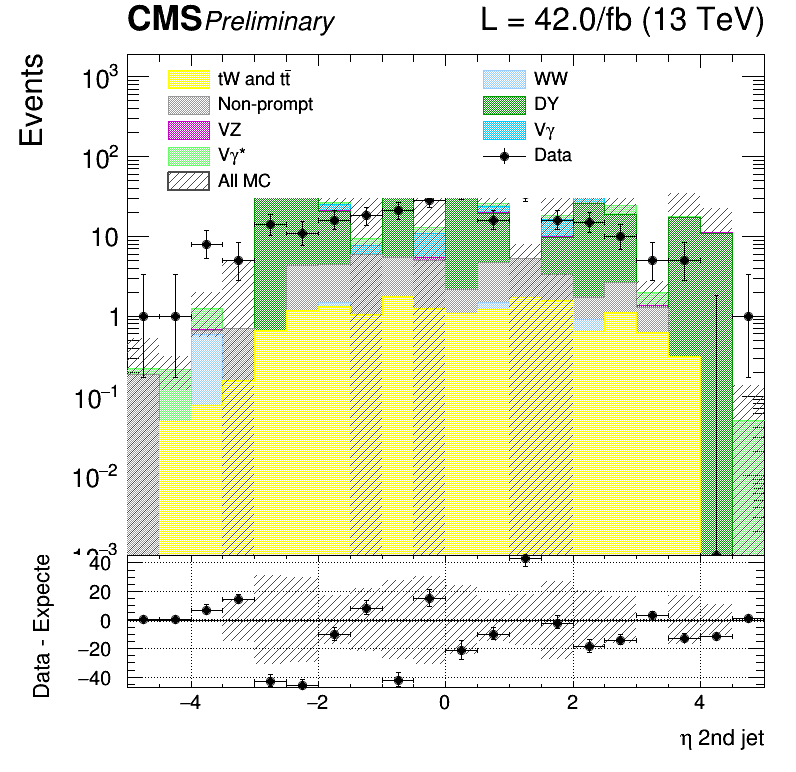 CMS Preliminary L = 42.0/fb (13 TeV)
Events
10³
10²
10
1
10⁻¹
10⁻²
tW and tt̄
Non-prompt
VZ
Vγ*
All MC
WW
DY
Vγ
Data
Data - Expecte
40
20
0
−20
−40
−4 −2 0 2 4
η 2nd jet